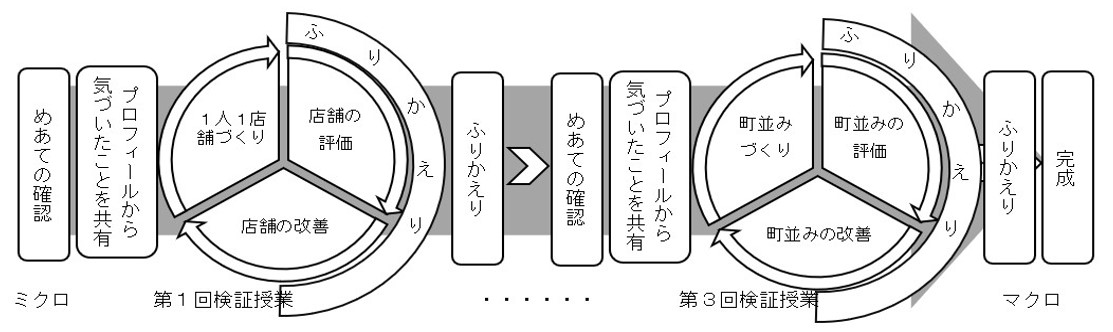 めあての確認
プロフィールから
気づいたことを共有
１人１店
舗づくり
店舗の
評価
店舗の改善
ふりかえり
ふりかえり
めあての確認
プロフィールから
気づいたことを共有
町並み
づくり
町並みの
評価
町並みの改善
ふりかえり
ふりかえり
完成
ミクロ
第１回検証授業
・・・・・・
第３回検証授業
マクロ